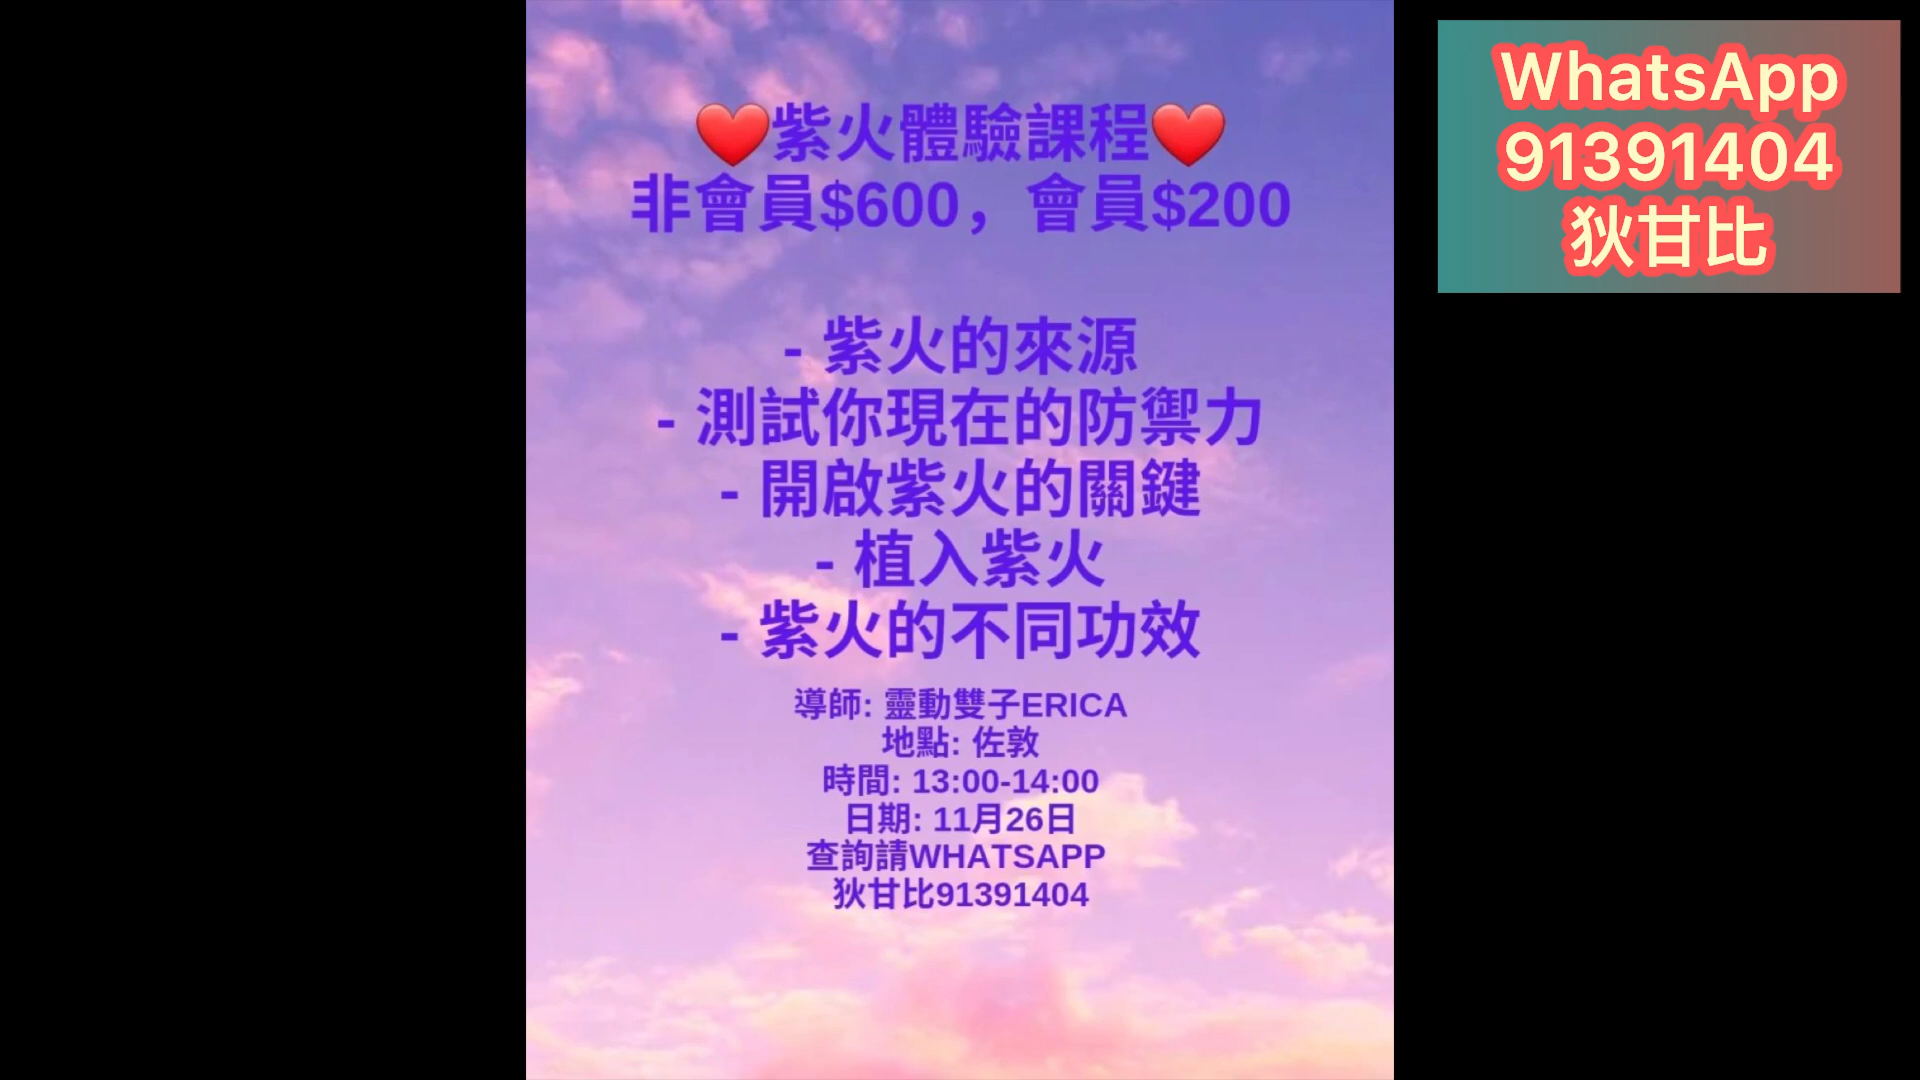 ❤️紫火體驗課程❤️
非會員$600，會員$200
- 紫火的來源
- 測試你現在的防禦力
- 開啟紫火的關鍵
- 植入紫火
- 紫火的不同功效
導師: 靈動雙子ERICA
地點: 佐敦
時間: 13:00-14:00
日期: 11月26日
查詢請WHATSAPP
狄甘比91391404
WhatsApp
91391404
狄甘比